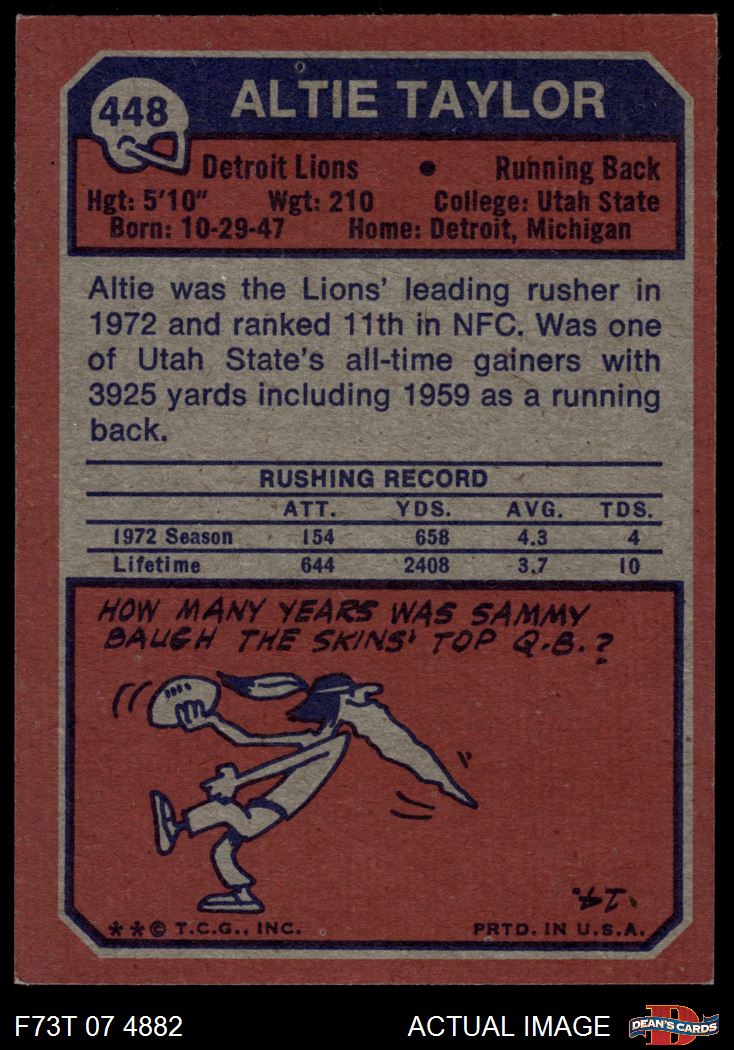 448
ALTIE TAYLOR
Detroit Lions • Running Back
Hgt: 5'10" Wgt: 210 College: Utah State
Born: 10-29-47 Home: Detroit, Michigan
Altie was the Lions' leading rusher in
1972 and ranked 11th in NFC. Was one
of Utah State's all-time gainers with
3925 yards including 1959 as a running
back.
RUSHING RECORD
ATT. YDS. AVG. TDS.
1972 Season 154 658 4.3 4
Lifetime 644 2408 3.7 10
HOW MANY YEARS WAS SAMMY
BAUGH THE SKINS' TOP Q.B.?
14.
**© T.C.G., INC. PRTD. IN U.S.A.
F73T 07 4882 ACTUAL IMAGE DEAN'S CARDS